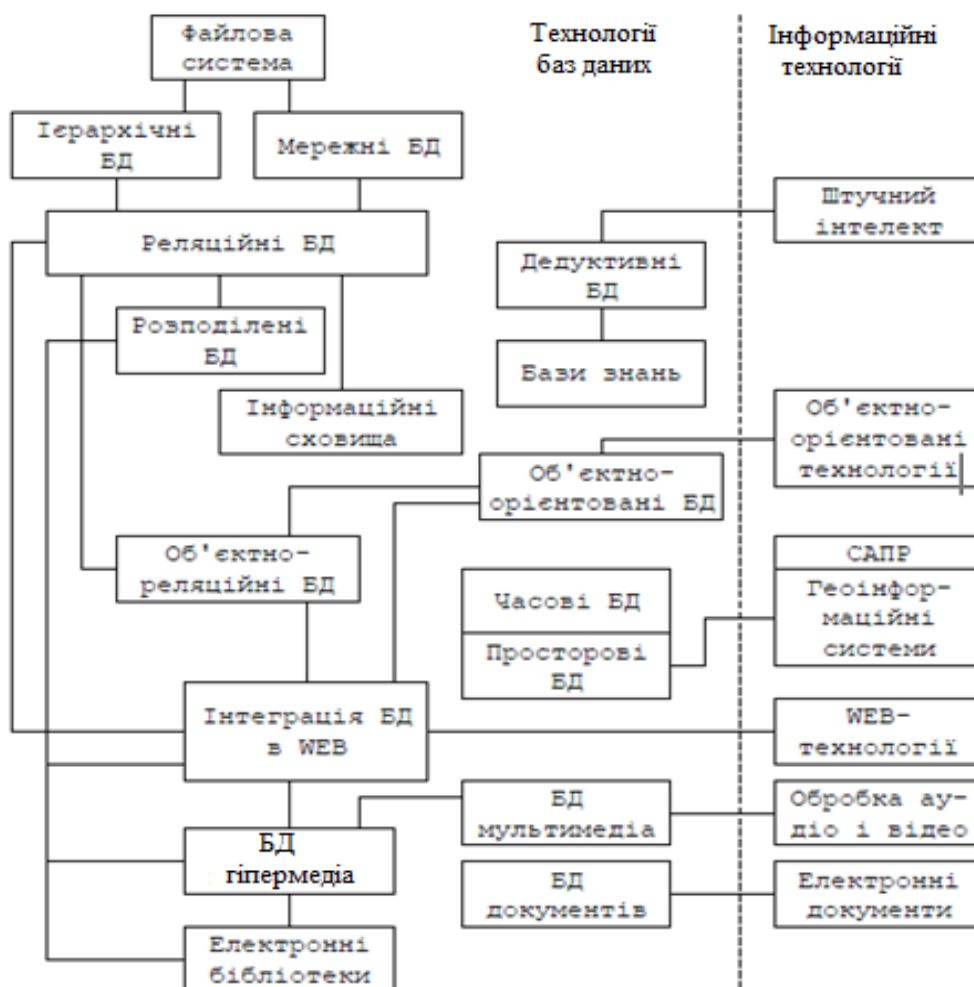 Файлова
система
Технології
баз даних
Інформаційні
технології
Ієрархічні
БД
Мережні БД
Штучний
інтелект
Реляційні БД
Дедуктивні
БД
Розподілені
БД
Бази знань
Інформаційні
сховища
Об'єктно-
орієнтовані
технології
Об'єктно-
орієнтовані БД
Об'єктно-
реляційні БД
САПР
Геоінфор-
маційні
системи
Часові БД
Просторові
БД
Інтеграція БД
в WEB
WEB-
технології
БД
мультимедіа
Обробка ау-
діо і відео
БД
гіпермедіа
БД
документів
Електронні
документи
Електронні
бібліотеки